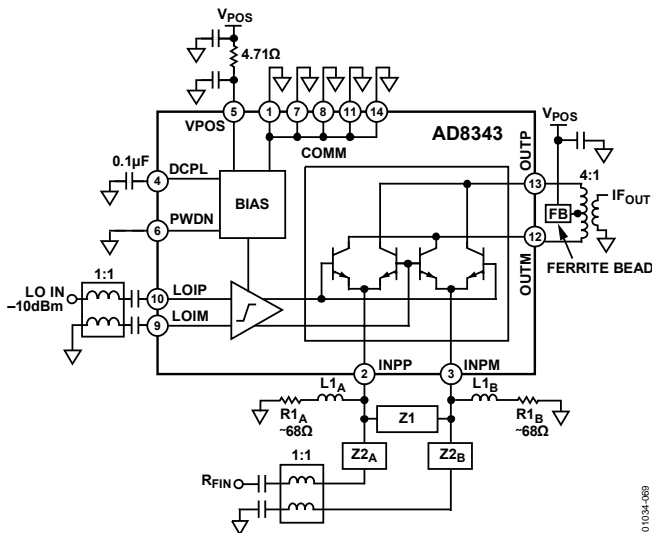 VPOS
4.71Ω
5 1 7 8 11 14
VPOS
COMM
AD8343
VPOS
OUTP
4:1
0.1µF
4 DCPL
13
IFOUT
BIAS
FB
6 PWDN
12
OUTM
FERRITE BEAD
1:1
LO IN
–10dBm
10 LOIP
9 LOIM
INPP INPM
2 3
L1A L1B
R1A
~68Ω
Z1
R1B
~68Ω
Z2A Z2B
1:1
RFIN
01034-069